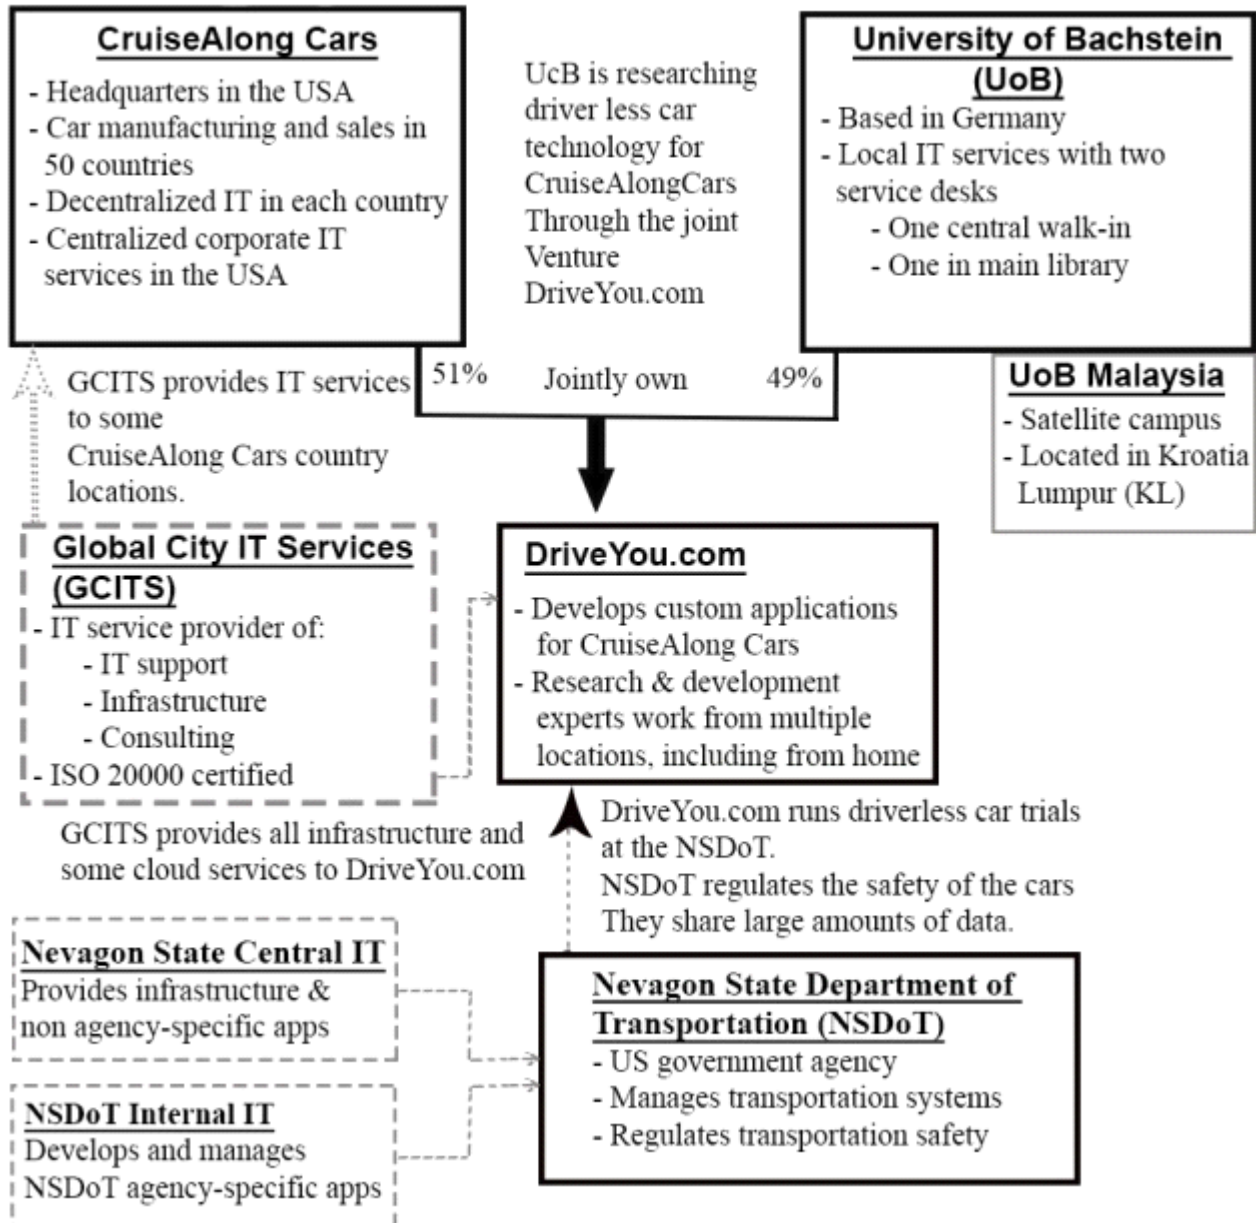 CruiseAlong Cars
- Headquarters in the USA
- Car manufacturing and sales in
50 countries
- Decentralized IT in each country
- Centralized corporate IT
services in the USA
UcB is researching
driver less car
technology for
CruiseAlongCars
Through the joint
Venture
DriveYou.com
University of Bachstein
(UoB)
- Based in Germany
- Local IT services with two
service desks
- One central walk-in
- One in main library
51%
Jointly own
49%
UoB Malaysia
- Satellite campus
- Located in Kroatia
Lumpur (KL)
GCITS provides IT services
to some
CruiseAlong Cars country
locations.
Global City IT Services
(GCITS)
- IT service provider of:
- IT support
- Infrastructure
- Consulting
- ISO 20000 certified
DriveYou.com
- Develops custom applications
for CruiseAlong Cars
- Research & development
experts work from multiple
locations, including from home
GCITS provides all infrastructure and
some cloud services to DriveYou.com
DriveYou.com runs driverless car trials
at the NSDoT.
NSDoT regulates the safety of the cars
They share large amounts of data.
Nevagon State Central IT
Provides infrastructure &
non agency-specific apps
NSDoT Internal IT
Develops and manages
NSDoT agency-specific apps
Nevagon State Department of
Transportation (NSDoT)
- US government agency
- Manages transportation systems
- Regulates transportation safety